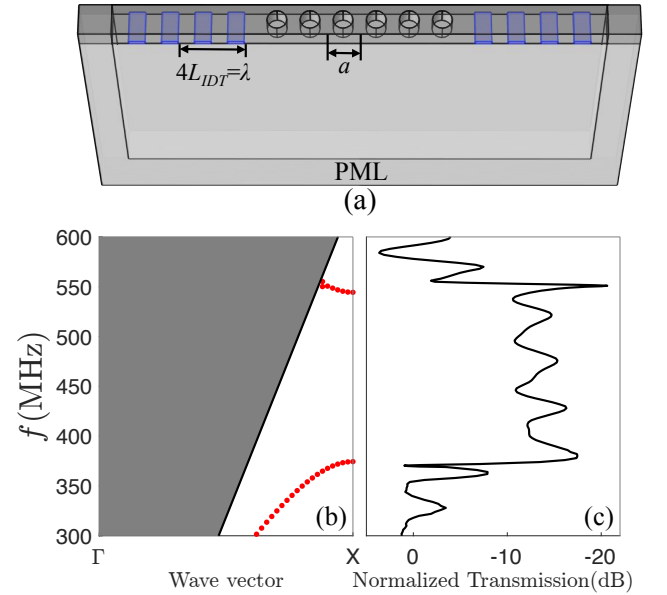 4L_IDT=λ
a
PML
(a)
600
550
500
450
400
350
300
f(MHz)
(b)
(c)
Γ
X
0
-10
-20
Wave vector
Normalized Transmission(dB)